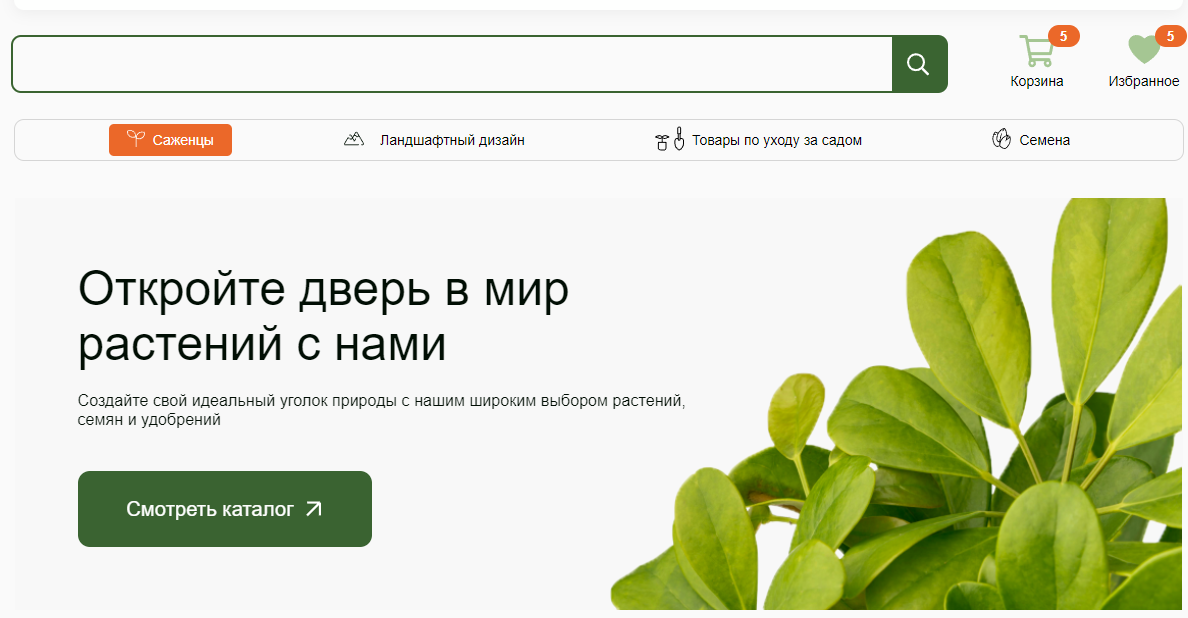 5
5
Корзина
Избранное
Саженцы
Ландшафтный дизайн
Товары по уходу за садом
Семена
Откройте дверь в мир
растений с нами
Создайте свой идеальный уголок природы с нашим широким выбором растений,
семян и удобрений
Смотреть каталог